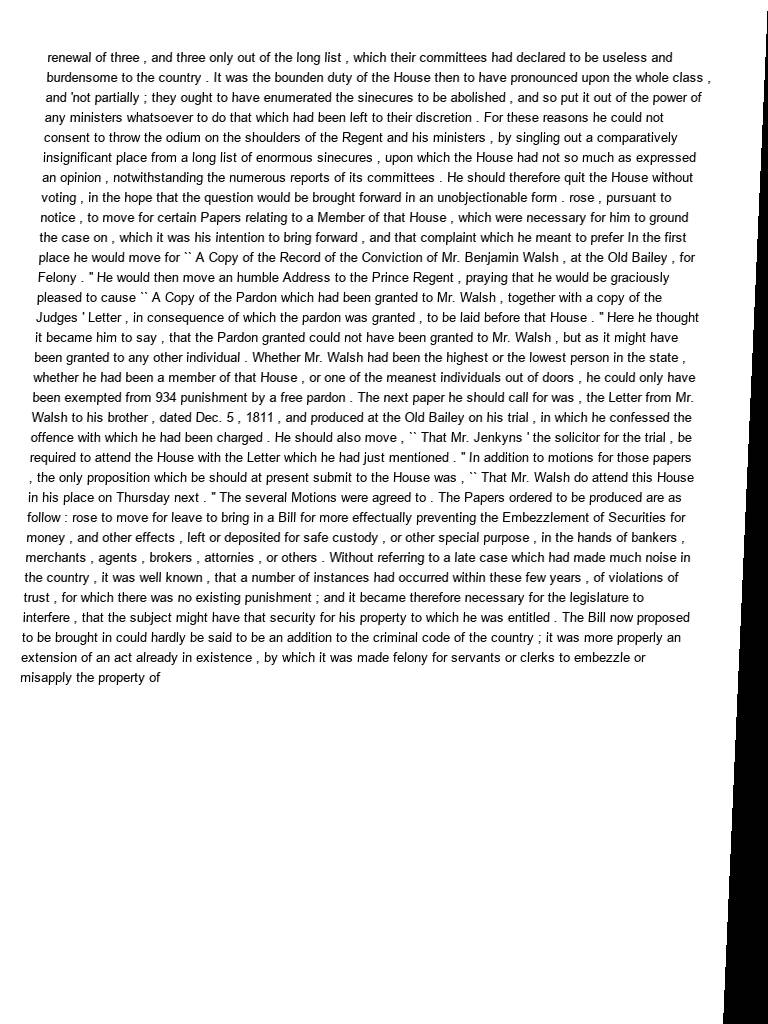 renewal of three , and three only out of the long list , which their committees had declared to be useless and
burdensome to the country . It was the bounden duty of the House then to have pronounced upon the whole class ,
and 'not partially ; they ought to have enumerated the sinecures to be abolished , and so put it out of the power of
any ministers whatsoever to do that which had been left to their discretion . For these reasons he could not
consent to throw the odium on the shoulders of the Regent and his ministers , by singling out a comparatively
insignificant place from a long list of enormous sinecures , upon which the House had not so much as expressed
an opinion , notwithstanding the numerous reports of its committees . He should therefore quit the House without
voting , in the hope that the question would be brought forward in an unobjectionable form . rose , pursuant to
notice , to move for certain Papers relating to a Member of that House , which were necessary for him to ground
the case on , which it was his intention to bring forward , and that complaint which he meant to prefer In the first
place he would move for `` A Copy of the Record of the Conviction of Mr. Benjamin Walsh , at the Old Bailey , for
Felony . " He would then move an humble Address to the Prince Regent , praying that he would be graciously
pleased to cause `` A Copy of the Pardon which had been granted to Mr. Walsh , together with a copy of the
Judges ' Letter , in consequence of which the pardon was granted , to be laid before that House . " Here he thought
it became him to say , that the Pardon granted could not have been granted to Mr. Walsh , but as it might have
been granted to any other individual . Whether Mr. Walsh had been the highest or the lowest person in the state ,
whether he had been a member of that House , or one of the meanest individuals out of doors , he could only have
been exempted from 934 punishment by a free pardon . The next paper he should call for was , the Letter from Mr.
Walsh to his brother , dated Dec. 5 , 1811 , and produced at the Old Bailey on his trial , in which he confessed the
offence with which he had been charged . He should also move , `` That Mr. Jenkyns ' the solicitor for the trial , be
required to attend the House with the Letter which he had just mentioned . " In addition to motions for those papers
, the only proposition which be should at present submit to the House was , `` That Mr. Walsh do attend this House
in his place on Thursday next . " The several Motions were agreed to . The Papers ordered to be produced are as
follow : rose to move for leave to bring in a Bill for more effectually preventing the Embezzlement of Securities for
money , and other effects , left or deposited for safe custody , or other special purpose , in the hands of bankers ,
merchants , agents , brokers , attornies , or others . Without referring to a late case which had made much noise in
the country , it was well known , that a number of instances had occurred within these few years , of violations of
trust , for which there was no existing punishment ; and it became therefore necessary for the legislature to
interfere , that the subject might have that security for his property to which he was entitled . The Bill now proposed
to be brought in could hardly be said to be an addition to the criminal code of the country ; it was more properly an
extension of an act already in existence , by which it was made felony for servants or clerks to embezzle or
misapply the property of